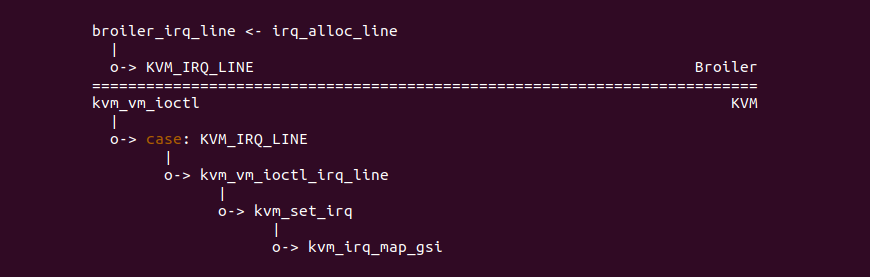 broiler_irq_line <- irq_alloc_line
|
o-> KVM_IRQ_LINE Broiler
==========================================================================
kvm_vm_ioctl KVM
|
o-> case: KVM_IRQ_LINE
|
o-> kvm_vm_ioctl_irq_line
|
o-> kvm_set_irq
|
o-> kvm_irq_map_gsi